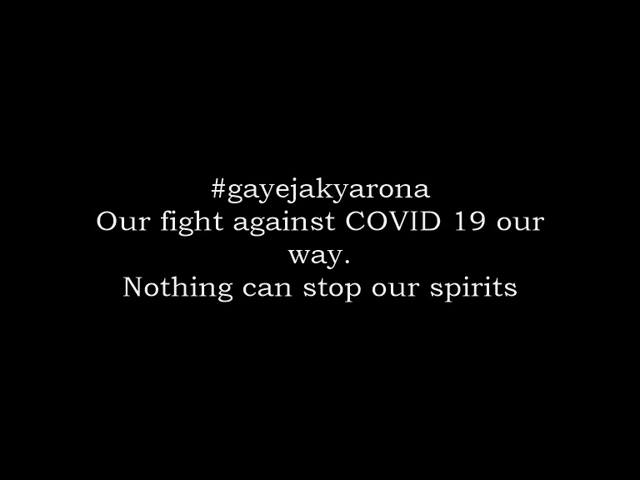 #gayejakyarona
Our fight against COVID 19 our
way.
Nothing can stop our spirits